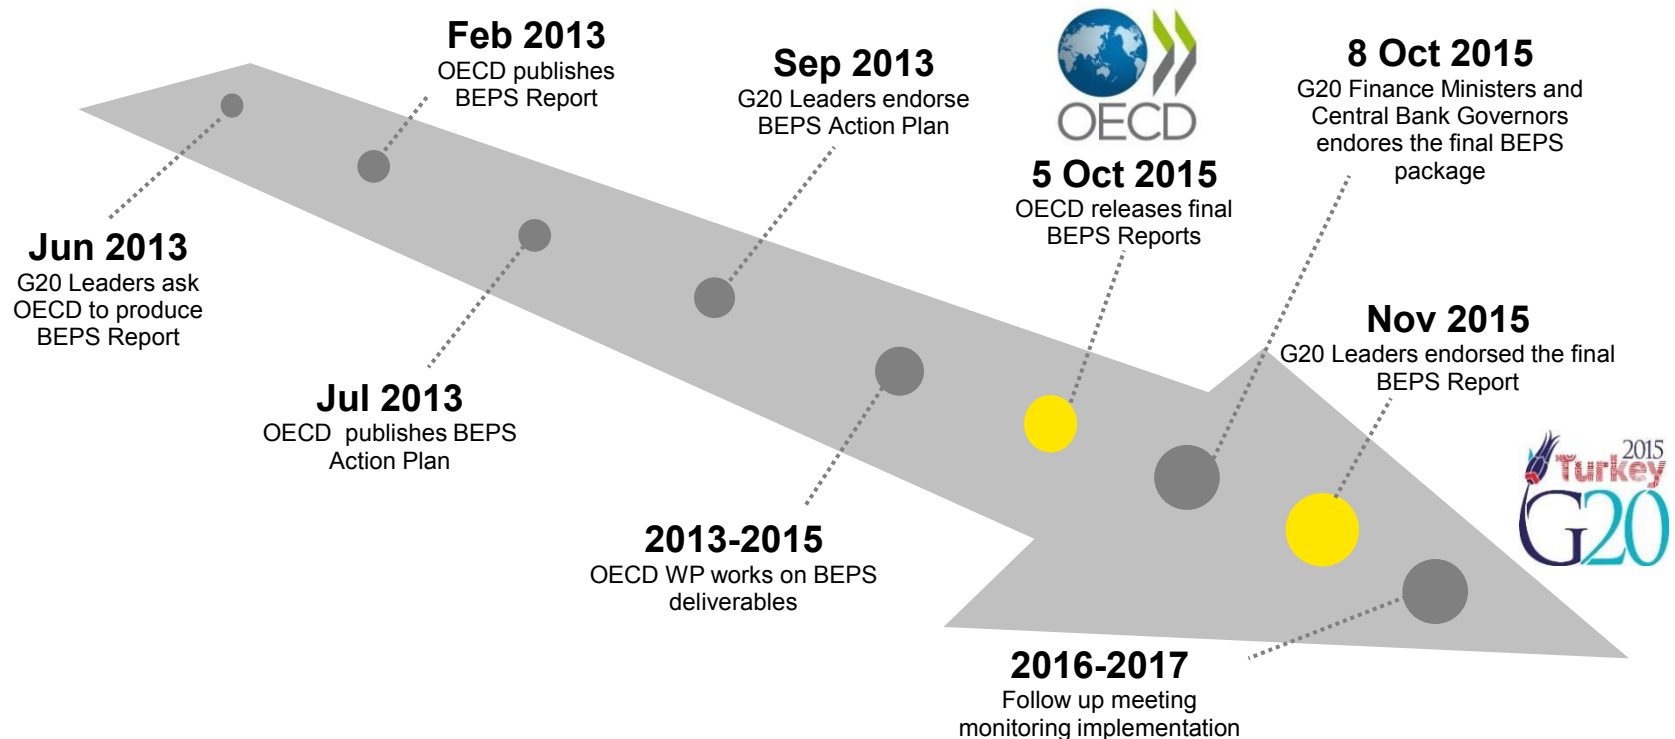 Feb 2013
OECD publishes
BEPS Report
Sep 2013
G20 Leaders endorse
BEPS Action Plan
OECD
8 Oct 2015
G20 Finance Ministers and
Central Bank Governors
endores the final BEPS
package
5 Oct 2015
OECD releases final
BEPS Reports
Jun 2013
G20 Leaders ask
OECD to produce
BEPS Report
Nov 2015
G20 Leaders endorsed the final
BEPS Report
Jul 2013
OECD  publishes BEPS
Action Plan
2015
Turkey
G20
2013-2015
OECD WP works on BEPS
deliverables
2016-2017
Follow up meeting
monitoring implementation